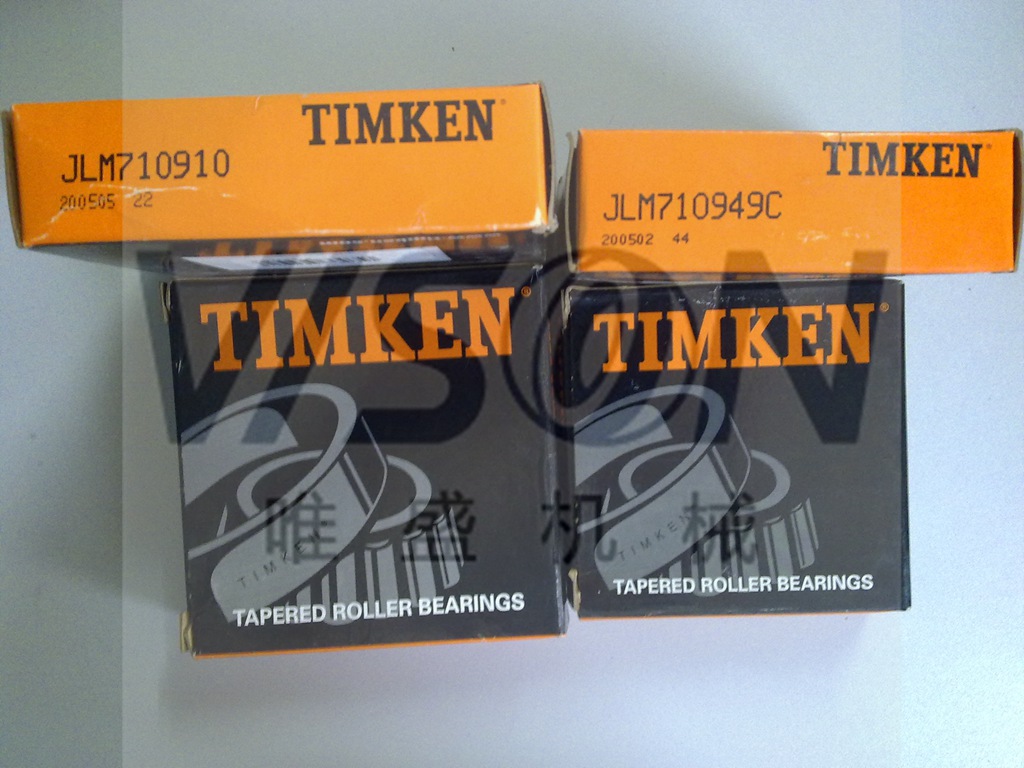 TIMKEN
JLM710910
200505 22
TIMKEN
JLM710949C
200502 44
TIMKEN®
TIMKEN®
VISON
TIMKEN
TIMKEN
唯盛机械
TAPERED ROLLER BEARINGS
TAPERED ROLLER BEARINGS